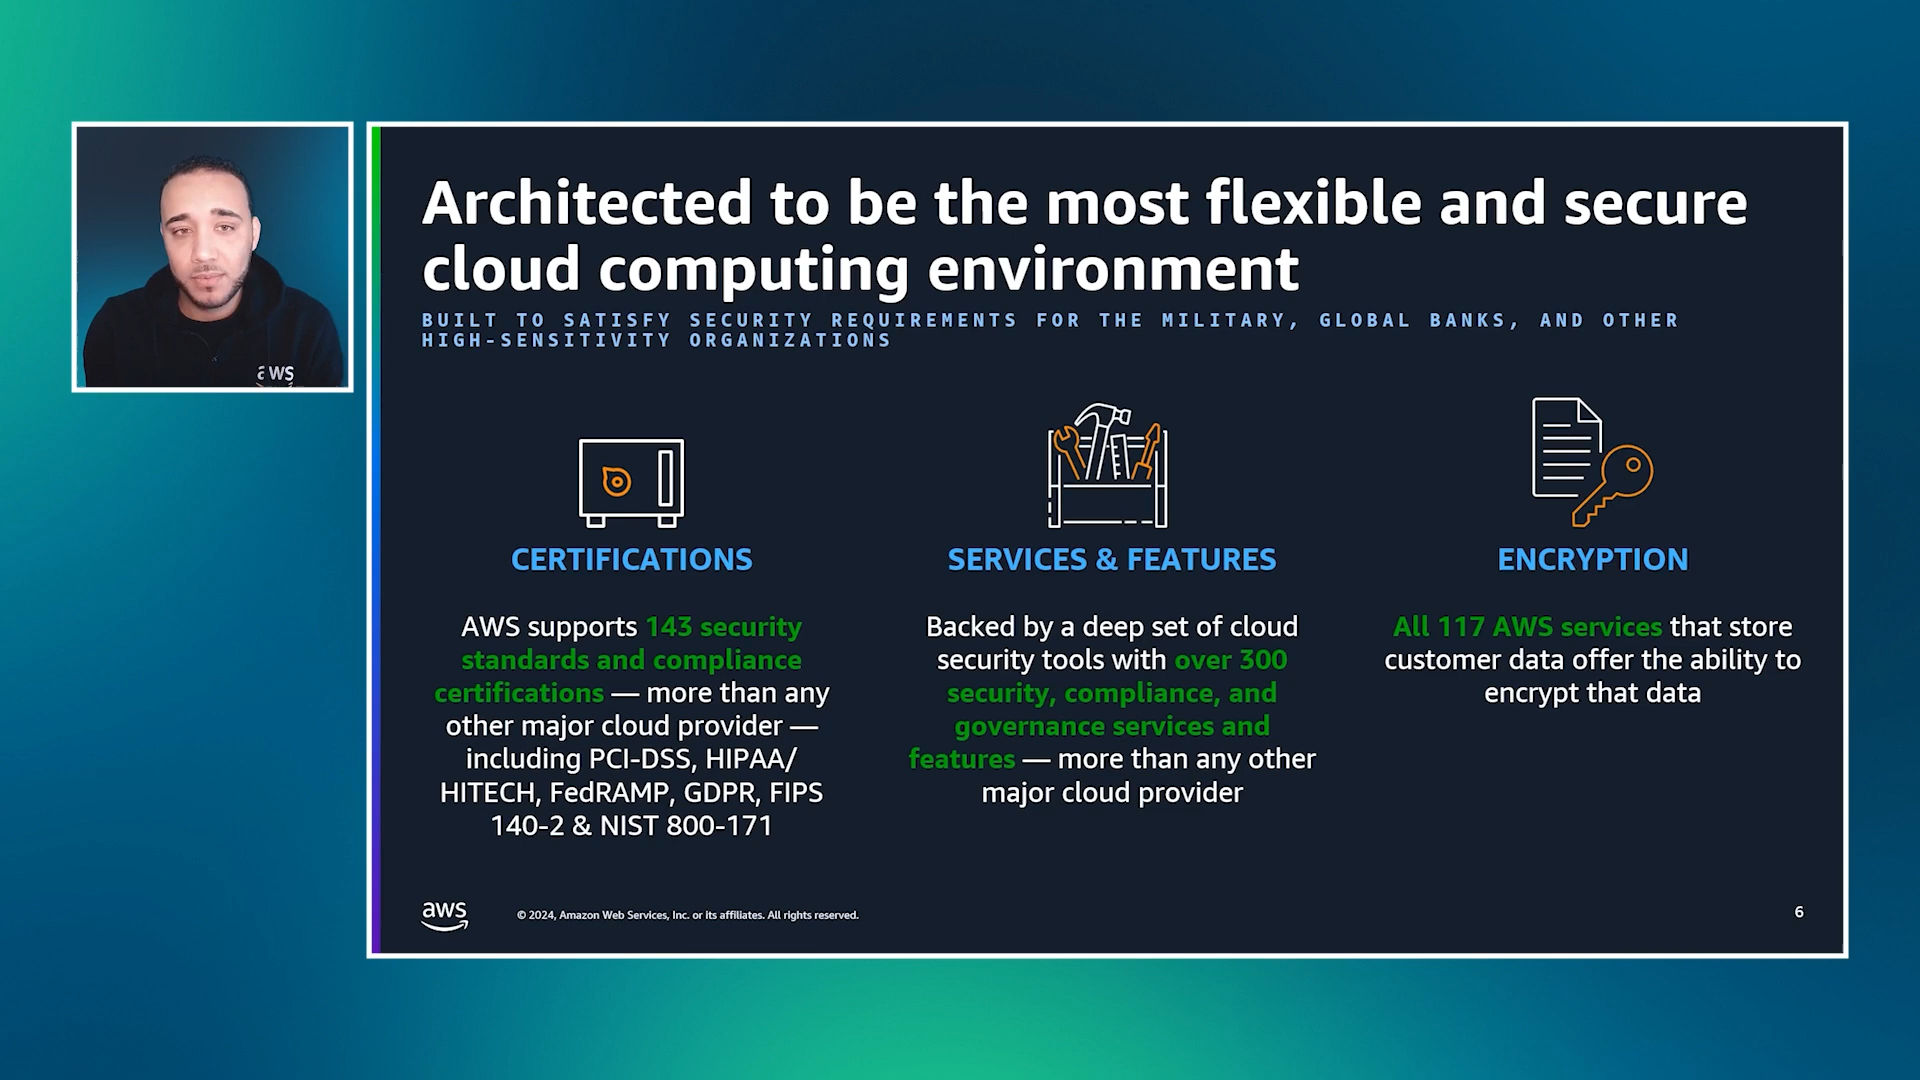 Architected to be the most flexible and secure
cloud computing environment
BUILT TO SATISFY SECURITY REQUIREMENTS FOR THE MILITARY, GLOBAL BANKS, AND OTHER
HIGH-SENSITIVITY ORGANIZATIONS
CERTIFICATIONS
AWS supports 143 security
standards and compliance
certifications — more than any
other major cloud provider —
including PCI-DSS, HIPAA/
HITECH, FedRAMP, GDPR, FIPS
140-2 & NIST 800-171
SERVICES & FEATURES
Backed by a deep set of cloud
security tools with over 300
security, compliance, and
governance services and
features — more than any other
major cloud provider
ENCRYPTION
All 117 AWS services that store
customer data offer the ability to
encrypt that data
aws
© 2024, Amazon Web Services, Inc. or its affiliates. All rights reserved.
6
aws